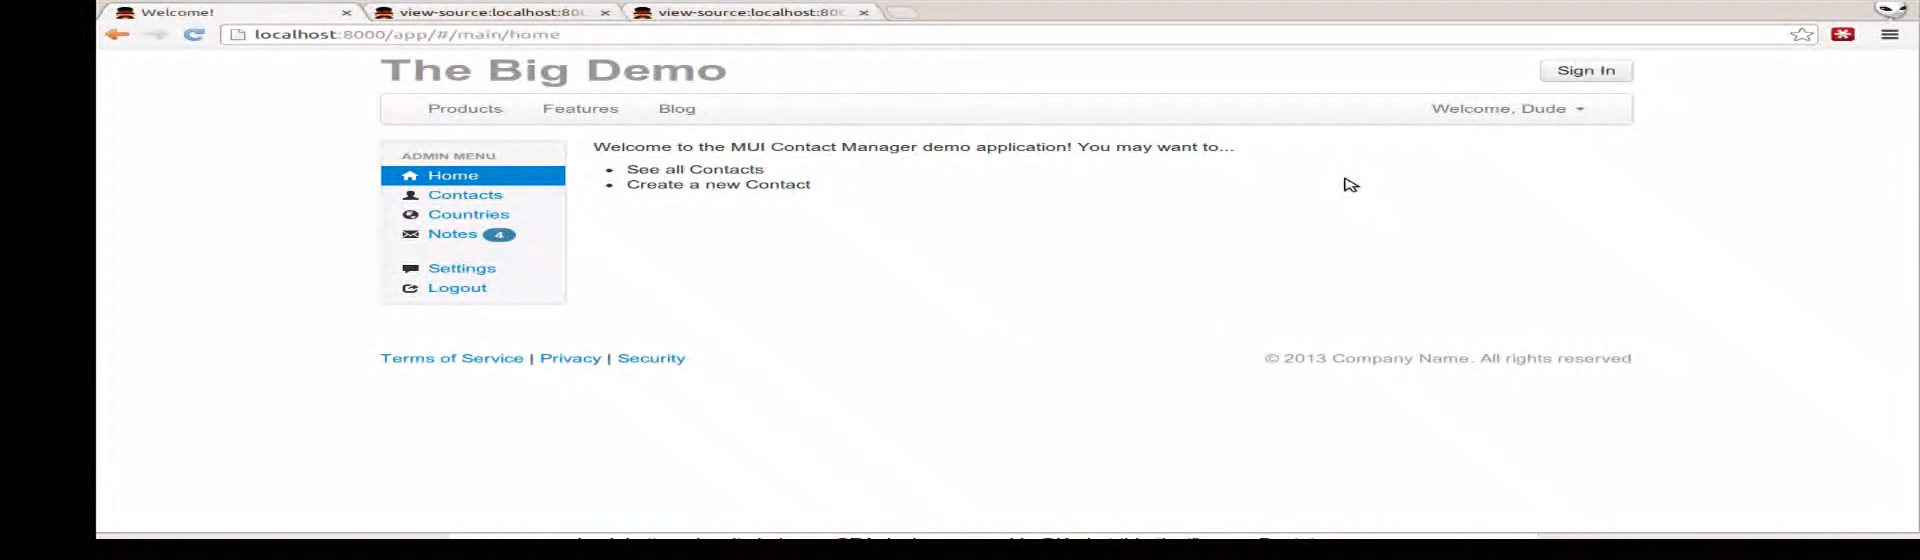 Welcome! view-source:localhost:80 view-source:localhost:80
localhost:8000/app/#/main/home
The Big Demo
Sign In
Products Features Blog Welcome, Dude
ADMIN MENU
Home
Contacts
Countries
Notes 4
Settings
Logout
Welcome to the MUI Contact Manager demo application! You may want to...
• See all Contacts
• Create a new Contact
Terms of Service | Privacy | Security
© 2013 Company Name. All rights reserved